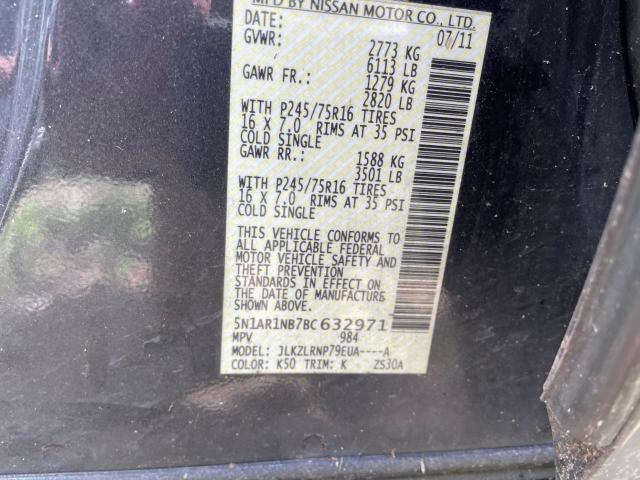 MFD BY NISSAN MOTOR CO., LTD.
DATE: 07/11
GVWR: 2773 KG
6113 LB
GAWR FR.: 1279 KG
2820 LB
WITH P245/75R16 TIRES
16 X 7.0 RIMS AT 35 PSI
COLD SINGLE
GAWR RR.: 1588 KG
3501 LB
WITH P245/75R16 TIRES
16 X 7.0 RIMS AT 35 PSI
COLD SINGLE
THIS VEHICLE CONFORMS TO
ALL APPLICABLE FEDERAL
MOTOR VEHICLE SAFETY AND
THEFT PREVENTION
STANDARDS IN EFFECT ON
THE DATE OF MANUFACTURE
SHOWN ABOVE.
5N1AR1NB7BC632971
MPV 984
MODEL: JLKZLRNP79EUA----A
COLOR: K50 TRIM: K ZS30A